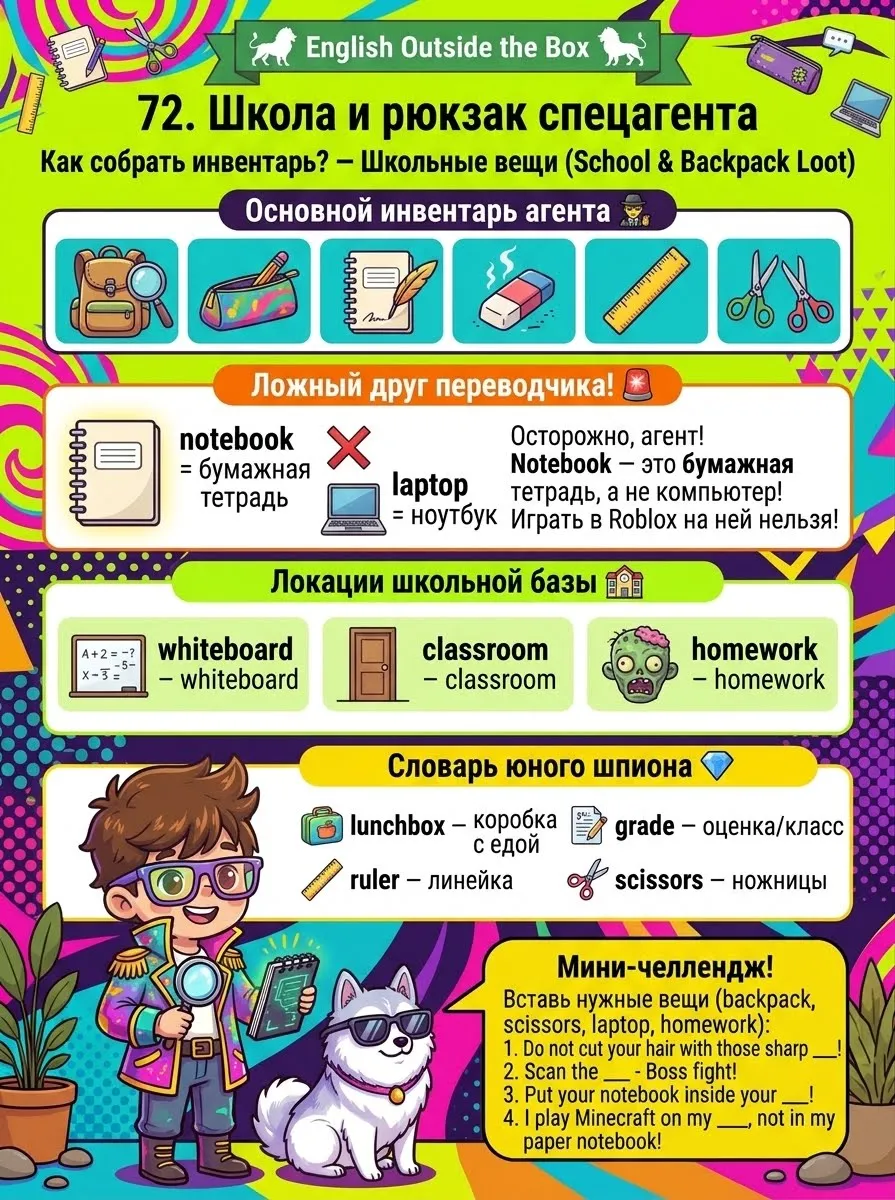 English Outside the Box
72. Школа и рюкзак спецагента
Как собрать инвентарь? — Школьные вещи (School & Backpack Loot)
Основной инвентарь агента
Ложный друг переводчика!
notebook
= бумажная
тетрадь
laptop
= ноутбук
Осторожно, агент!
Notebook — это бумажная
тетрадь, а не компьютер!
Играть в Roblox на ней нельзя!
Локации школьной базы
A+2=-?
-5-
X-3=
whiteboard
– whiteboard
classroom
– classroom
homework
– homework
Словарь юного шпиона
lunchbox – коробка
с едой
grade – оценка/класс
ruler – линейка
scissors – ножницы
Мини-челлендж!
Вставь нужные вещи (backpack,
scissors, laptop, homework):
1. Do not cut your hair with those sharp ___!
2. Scan the ___ - Boss fight!
3. Put your notebook inside your ___!
4. I play Minecraft on my ___, not in my
paper notebook!